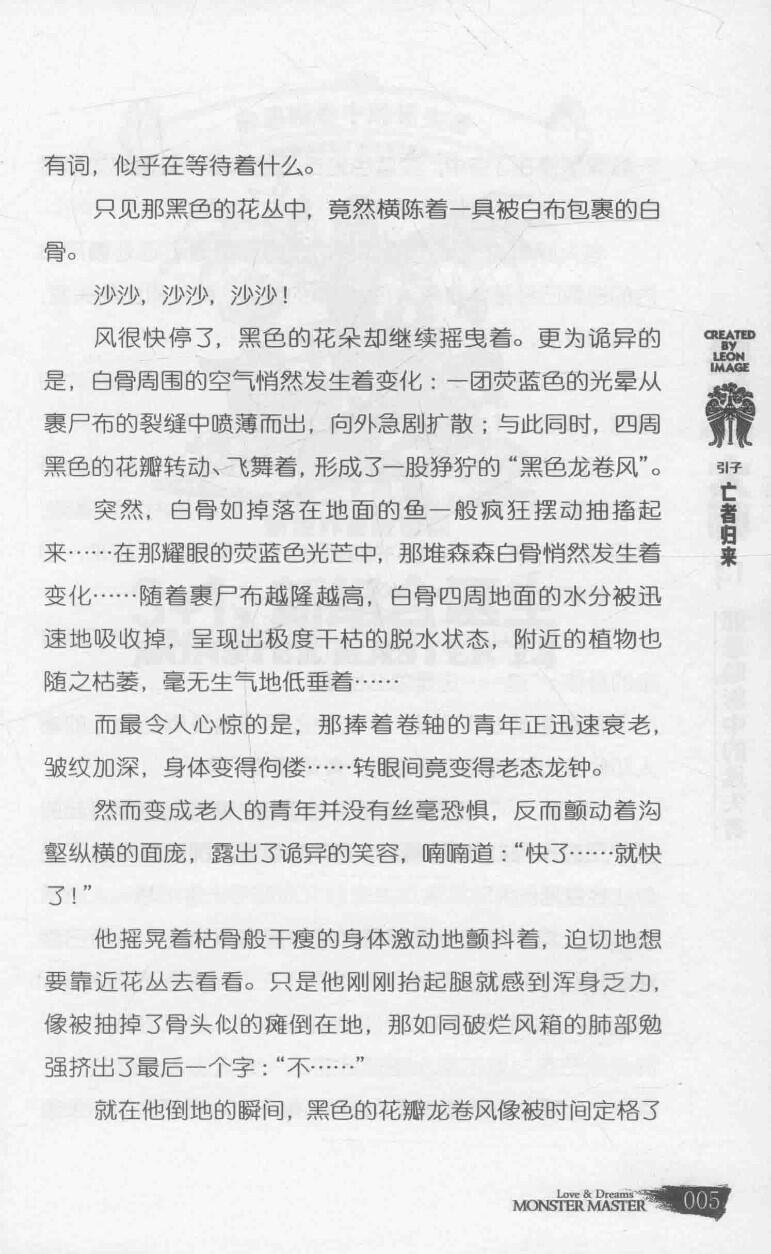 有词，似乎在等待着什么。
只见那黑色的花丛中，竟然横陈着一具被白布包裹的白
骨。
沙沙，沙沙，沙沙！
风很快停了，黑色的花朵却继续摇曳着。更为诡异的
是，白骨周围的空气悄然发生着变化：一团荧蓝色的光晕从
裹尸布的裂缝中喷薄而出，向外急剧扩散；与此同时，四周
黑色的花瓣转动、飞舞着，形成了一股狰狞的“黑色龙卷风”。
突然，白骨如掉落在地面的鱼一般疯狂摆动抽搐起
来……在那耀眼的荧蓝色光芒中，那堆森森白骨悄然发生着
变化……随着裹尸布越隆越高，白骨四周地面的水分被迅
速地吸收掉，呈现出极度干枯的脱水状态，附近的植物也
随之枯萎，毫无生气地低垂着……
而最令人心惊的是，那捧着卷轴的青年正迅速衰老，
皱纹加深，身体变得佝偻……转眼间竟变得老态龙钟。
然而变成老人的青年并没有丝毫恐惧，反而颤动着沟
壑纵横的面庞，露出了诡异的笑容，喃喃道：“快了……就快
了！”
他摇晃着枯骨般干瘦的身体激动地颤抖着，迫切地想
要靠近花丛去看看。只是他刚刚抬起腿就感到浑身乏力，
像被抽掉了骨头似的瘫倒在地，那如同破烂风箱的肺部勉
强挤出了最后一个字：“不……”
就在他倒地的瞬间，黑色的花瓣龙卷风像被时间定格了
CREATED
BY
LEON
IMAGE
引子
亡者归来
Love & Dreams
MONSTER MASTER
005